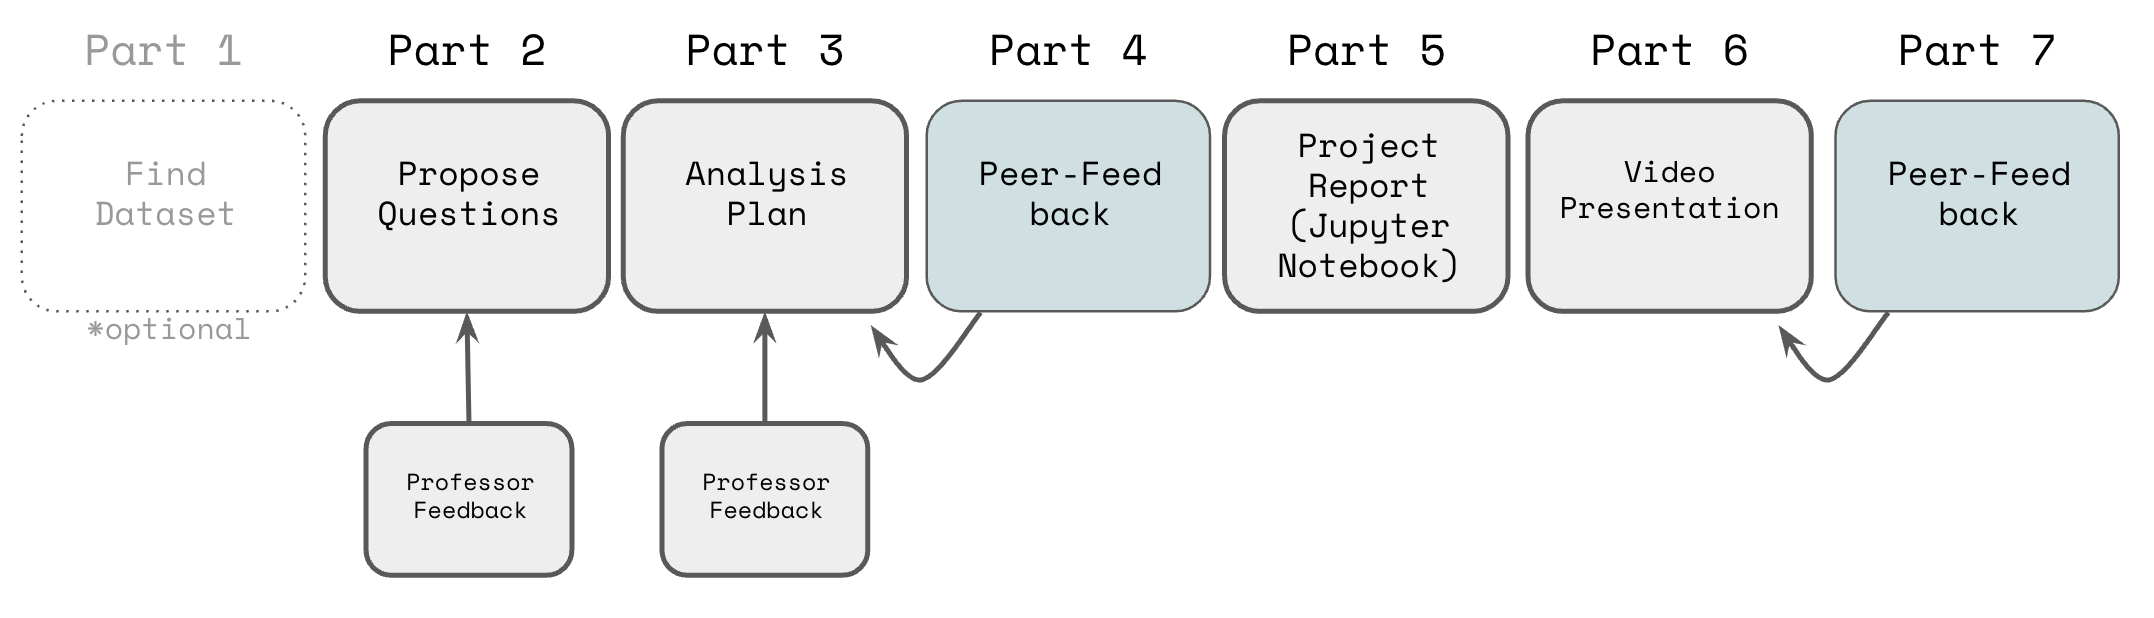 Part 1
Part 2
Part 3
Part 4
Part 5
Part 6
Part 7
Find
Dataset
*optional
Propose
Questions
Analysis
Plan
Peer-Feed
back
Project
Report
(Jupyter
Notebook)
Video
Presentation
Peer-Feed
back
Professor
Feedback
Professor
Feedback